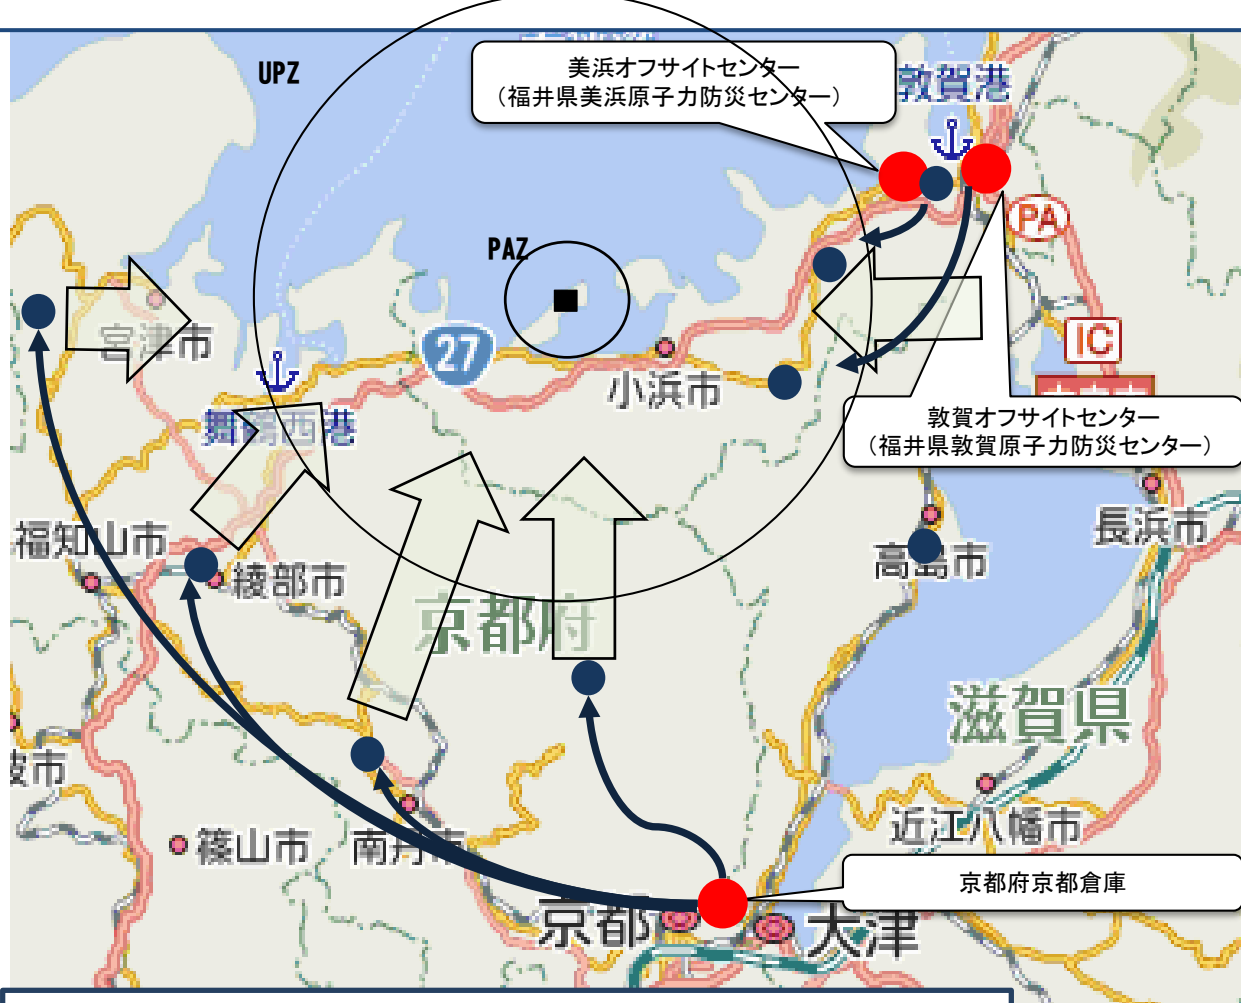 UPZ
美浜オフサイトセンター
（福井県美浜原子力防災センター）
敦賀港
PA
PAZ
宮津市
27
IC
小浜市
舞鶴西港
敦賀オフサイトセンター
（福井県敦賀原子力防災センター）
福知山市
綾部市
高島市
長浜市
京都府
滋賀県
篠山市
南丹市
近江八幡市
京都府京都倉庫
京都
大津